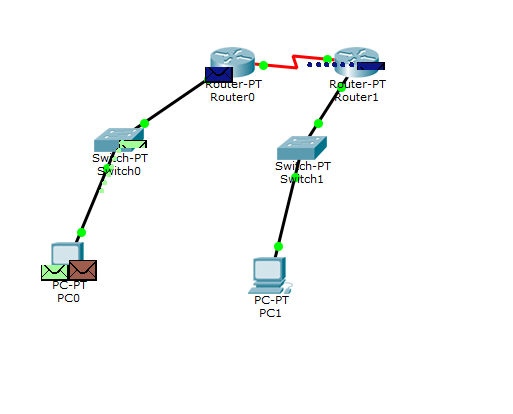 Router-PT
Router0
Router-PT
Router1
Switch-PT
Switch0
Switch-PT
Switch1
PC-PT
PC0
PC-PT
PC1